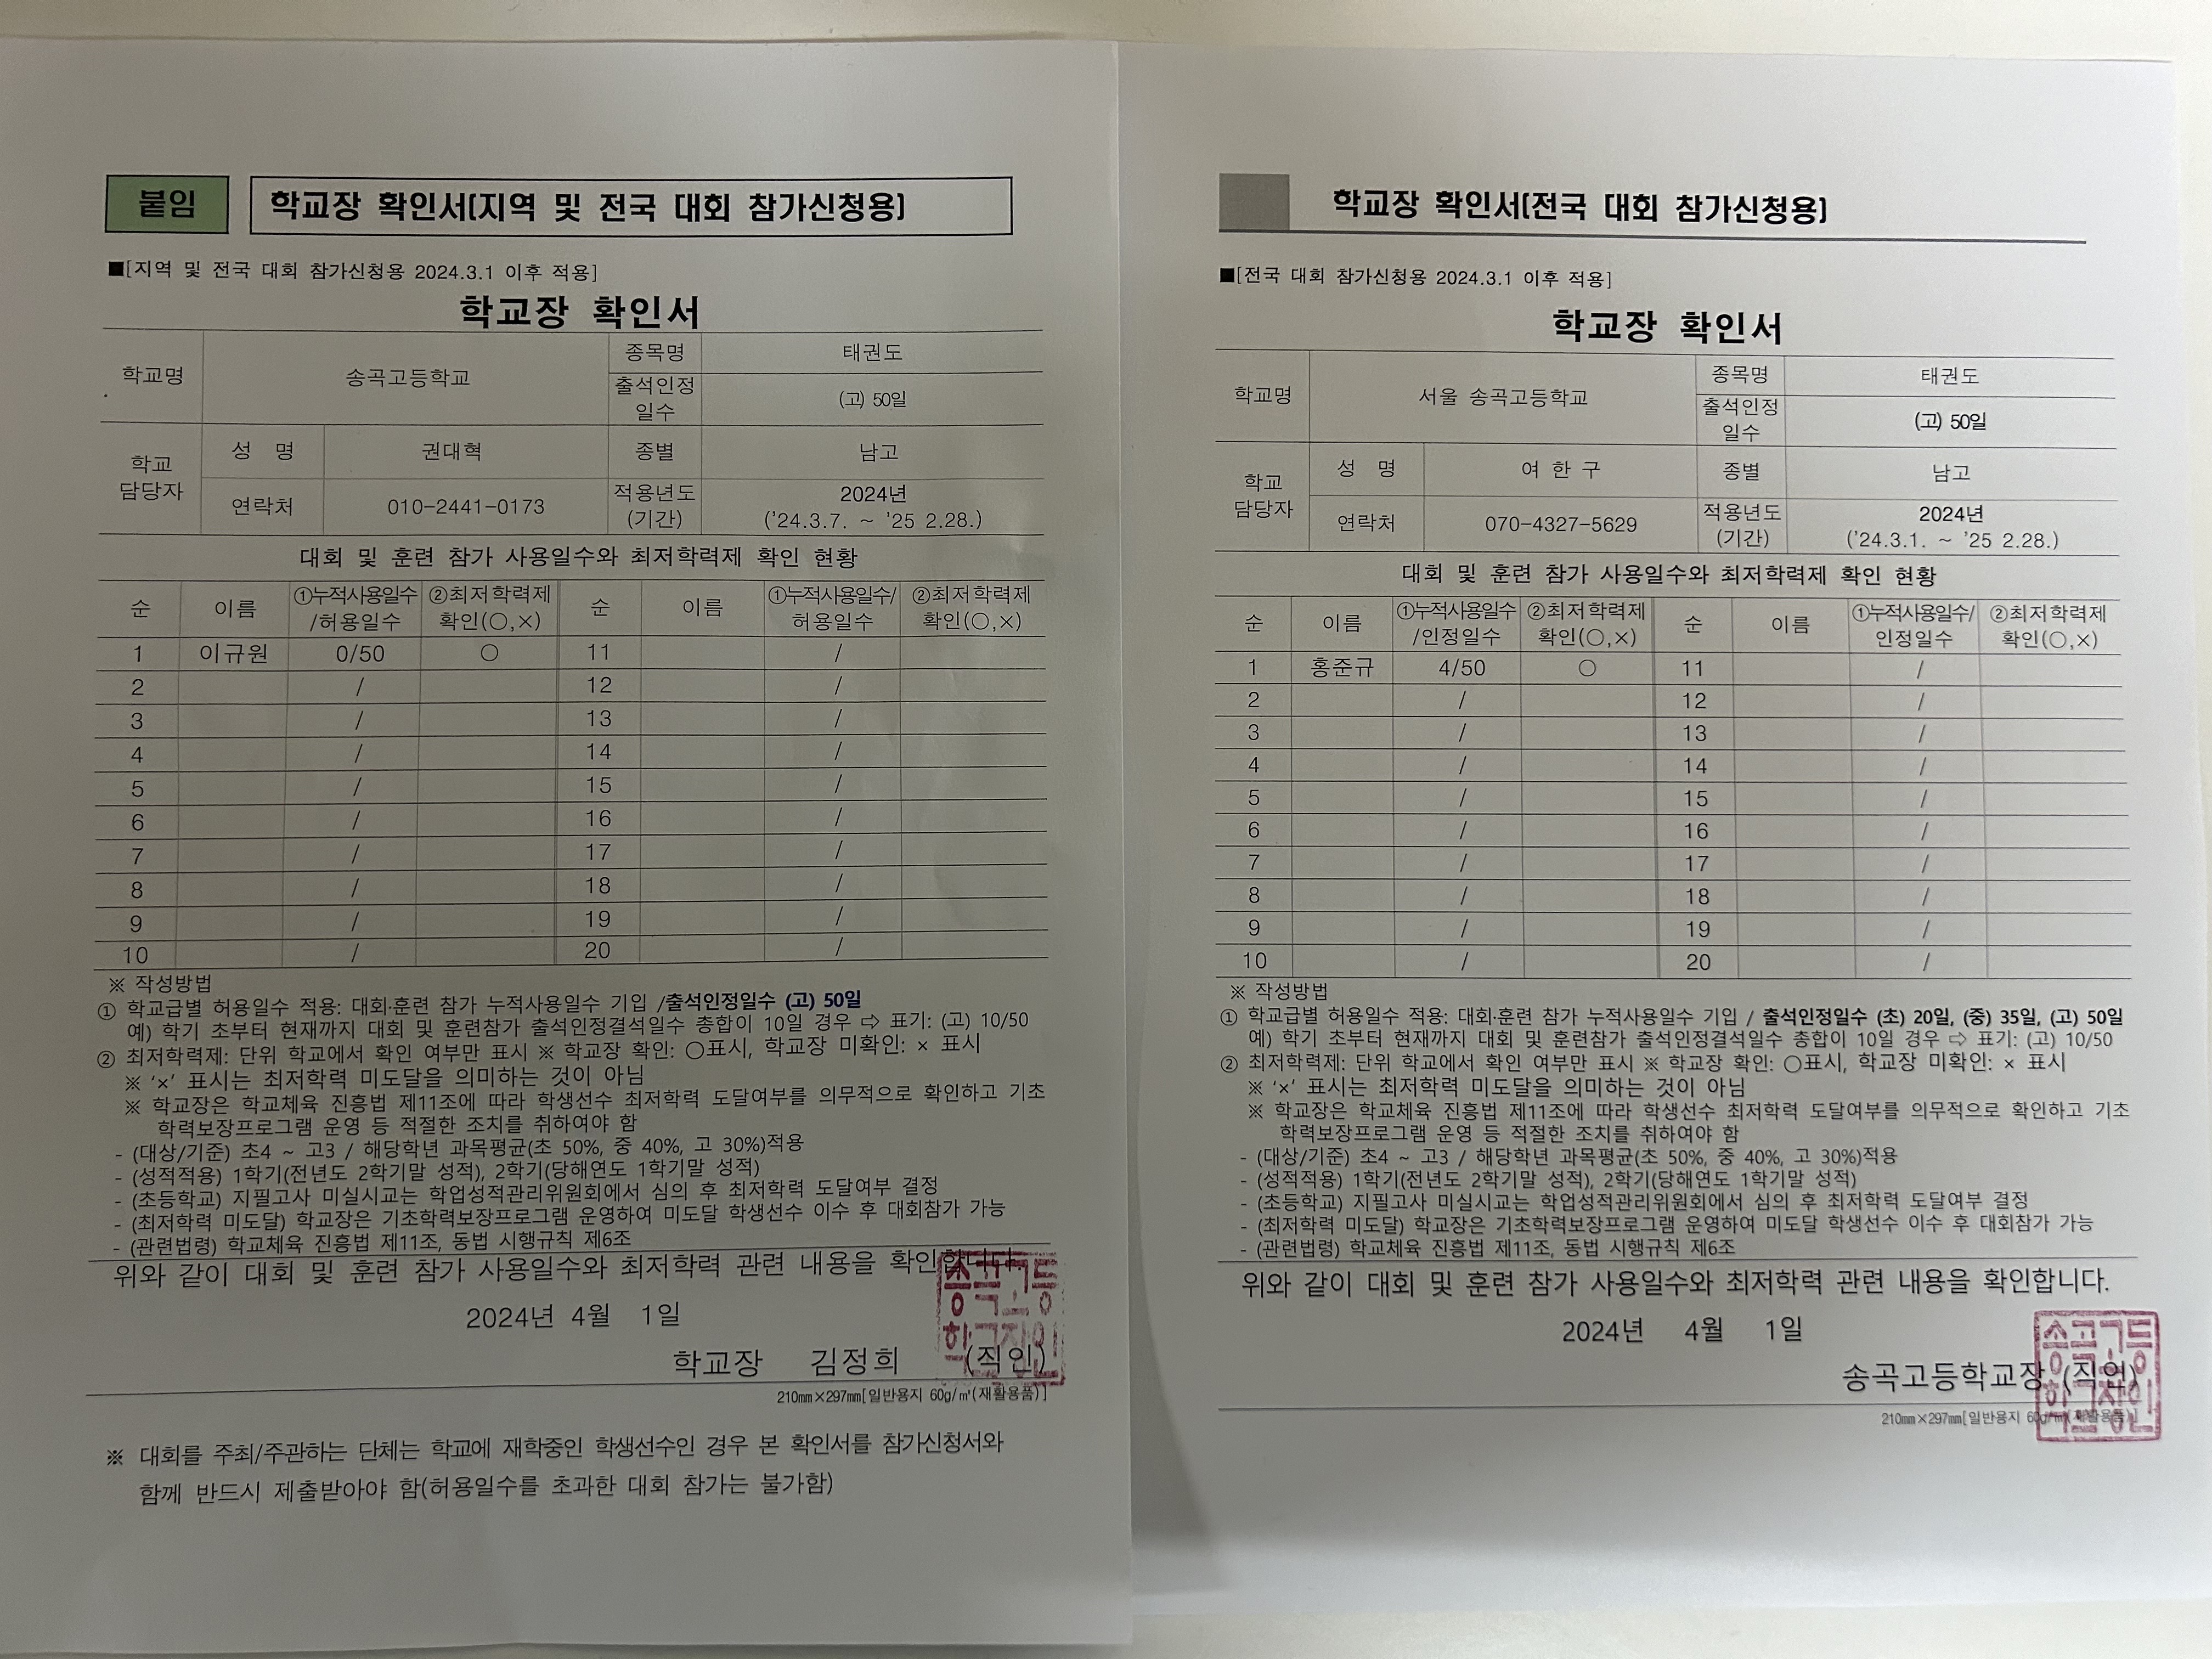 붙임 학교장 확인서(지역 및 전국 대회 참가신청용)
■[지역 및 전국 대회 참가신청용 2024.3.1 이후 적용]
학교장 확인서
학교명 송곡고등학교 종목명 태권도
출석인정 일수 (고) 50일
학교 담당자 성 명 권대혁 종별 남고
연락처 010-2441-0173 적용년도 (기간) 2024년 ('24.3.7. ~ '25 2.28.)
대회 및 훈련 참가 사용일수와 최저학력제 확인 현황
순 이름 ①누적사용일수/허용일수 ②최저학력제 확인(○,×) 순 이름 ①누적사용일수/허용일수 ②최저학력제 확인(○,×)
1 이규원 0/50 ○ 11 /
2 / 12 /
3 / 13 /
4 / 14 /
5 / 15 /
6 / 16 /
7 / 17 /
8 / 18 /
9 / 19 /
10 / 20 /
※ 작성방법
① 학교급별 허용일수 적용: 대회·훈련 참가 누적사용일수 기입 /출석인정일수 (고) 50일
예) 학기 초부터 현재까지 대회 및 훈련참가 출석인정결석일수 총합이 10일 경우 ⇨ 표기: (고) 10/50
② 최저학력제: 단위 학교에서 확인 여부만 표시 ※ 학교장 확인: ○표시, 학교장 미확인: × 표시
※ '×' 표시는 최저학력 미도달을 의미하는 것이 아님
※ 학교장은 학교체육 진흥법 제11조에 따라 학생선수 최저학력 도달여부를 의무적으로 확인하고 기초
학력보장프로그램 운영 등 적절한 조치를 취하여야 함
- (대상/기준) 초4 ~ 고3 / 해당학년 과목평균(초 50%, 중 40%, 고 30%)적용
- (성적적용) 1학기(전년도 2학기말 성적), 2학기(당해연도 1학기말 성적)
- (초등학교) 지필고사 미실시교는 학업성적관리위원회에서 심의 후 최저학력 도달여부 결정
- (최저학력 미도달) 학교장은 기초학력보장프로그램 운영하여 미도달 학생선수 이수 후 대회참가 가능
- (관련법령) 학교체육 진흥법 제11조, 동법 시행규칙 제6조
위와 같이 대회 및 훈련 참가 사용일수와 최저학력 관련 내용을 확인합니다.
2024년 4월 1일
학교장 김정희 (직인)
송곡고등
학교장인
210㎜×297㎜[일반용지 60g/㎡(재활용품)]
※ 대회를 주최/주관하는 단체는 학교에 재학중인 학생선수인 경우 본 확인서를 참가신청서와
함께 반드시 제출받아야 함(허용일수를 초과한 대회 참가는 불가함)
학교장 확인서(전국 대회 참가신청용)
■[전국 대회 참가신청용 2024.3.1 이후 적용]
학교장 확인서
학교명 서울 송곡고등학교 종목명 태권도
출석인정 일수 (고) 50일
학교 담당자 성 명 여 한 구 종별 남고
연락처 070-4327-5629 적용년도 (기간) 2024년 ('24.3.1. ~ '25 2.28.)
대회 및 훈련 참가 사용일수와 최저학력제 확인 현황
순 이름 ①누적사용일수/인정일수 ②최저학력제 확인(○,×) 순 이름 ①누적사용일수/인정일수 ②최저학력제 확인(○,×)
1 홍준규 4/50 ○ 11 /
2 / 12 /
3 / 13 /
4 / 14 /
5 / 15 /
6 / 16 /
7 / 17 /
8 / 18 /
9 / 19 /
10 / 20 /
※ 작성방법
① 학교급별 허용일수 적용: 대회·훈련 참가 누적사용일수 기입 / 출석인정일수 (초) 20일, (중) 35일, (고) 50일
예) 학기 초부터 현재까지 대회 및 훈련참가 출석인정결석일수 총합이 10일 경우 ⇨ 표기: (고) 10/50
② 최저학력제: 단위 학교에서 확인 여부만 표시 ※ 학교장 확인: ○표시, 학교장 미확인: × 표시
※ '×' 표시는 최저학력 미도달을 의미하는 것이 아님
※ 학교장은 학교체육 진흥법 제11조에 따라 학생선수 최저학력 도달여부를 의무적으로 확인하고 기초
학력보장프로그램 운영 등 적절한 조치를 취하여야 함
- (대상/기준) 초4 ~ 고3 / 해당학년 과목평균(초 50%, 중 40%, 고 30%)적용
- (성적적용) 1학기(전년도 2학기말 성적), 2학기(당해연도 1학기말 성적)
- (초등학교) 지필고사 미실시교는 학업성적관리위원회에서 심의 후 최저학력 도달여부 결정
- (최저학력 미도달) 학교장은 기초학력보장프로그램 운영하여 미도달 학생선수 이수 후 대회참가 가능
- (관련법령) 학교체육 진흥법 제11조, 동법 시행규칙 제6조
위와 같이 대회 및 훈련 참가 사용일수와 최저학력 관련 내용을 확인합니다.
2024년 4월 1일
송곡고등학교장 (직인)
송곡고등
학교장인
210㎜×297㎜[일반용지 60g/㎡(재활용품)]